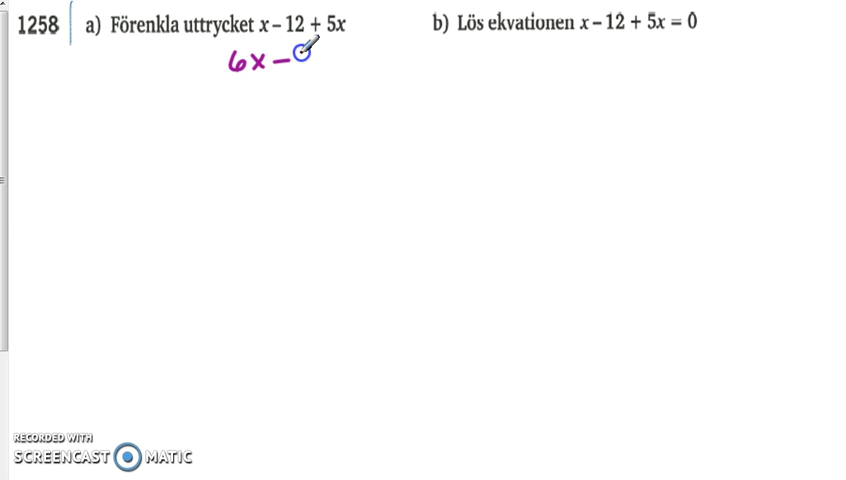 1258 a) Förenkla uttrycket x – 12 + 5x b) Lös ekvationen x – 12 + 5x = 0
6x –
RECORDED WITH
SCREENCAST MATIC